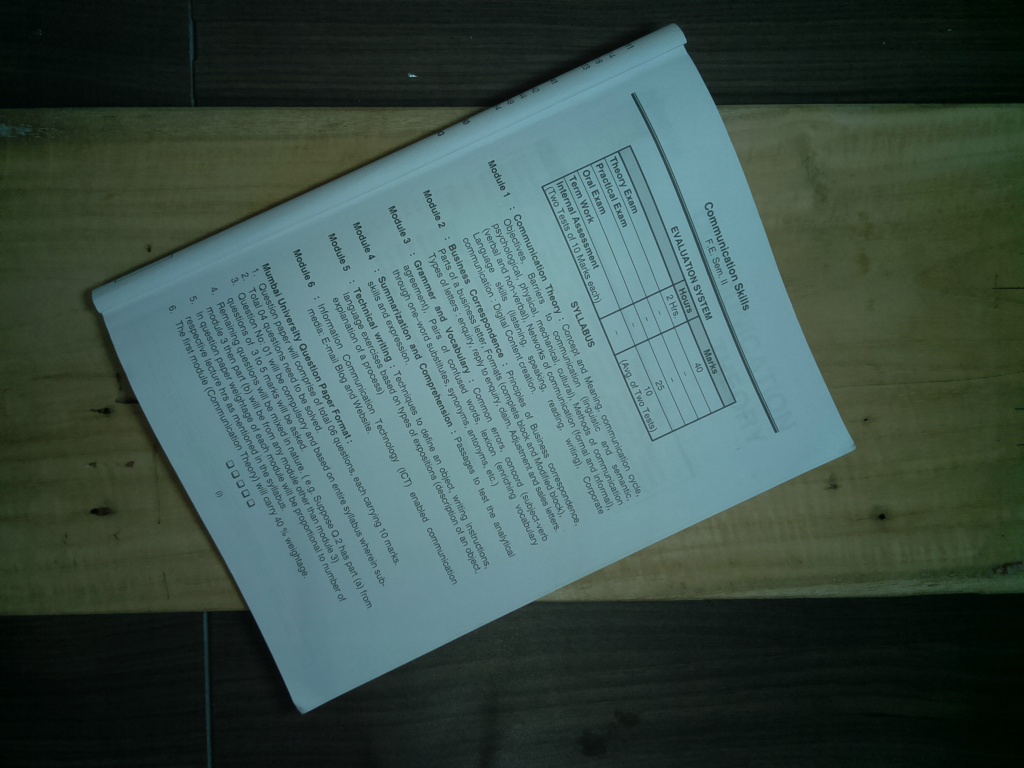 Communication Skills
F.E. Sem. II
EVALUATION SYSTEM
Hours Marks
Theory Exam 2 Hrs. 40
Practical Exam - -
Oral Exam - -
Term Work - 25
Internal Assessment - 10
(Two Tests of 10 Marks each) (Avg. of Two Tests)
SYLLABUS
Module 1 : Communication Theory : Concept and Meaning, communication cycle,
Objectives, Barriers to communication (linguistic and semantic,
psychological, physical, mechanical, cultural), Methods of communication
(verbal and non-verbal), Networks of communication (formal and informal),
Language skills (listening, speaking, reading, writing) Corporate
communication ; Digital Content creation.
Module 2 : Business Correspondence : Principles of Business correspondence,
Parts of a business letter, Formats (complete block and Modified block),
Types of letters : enquiry, reply to enquiry claim, Adjustment and sales letters.
Module 3 : Grammar and Vocabulary : Common errors, concord (subject-verb
agreement), Pairs of confused words, lexicon (enriching vocabulary
through one-word substitutes, synonyms, antonyms, etc.)
Module 4 : Summarization and Comprehension : Passages to test the analytical
skills and expression.
Module 5 : Technical writing : Techniques to define an object, writing instructions,
language exercises based on types of expositions (description of an object,
explanation of a process)
Module 6 : Information Communication Technology (ICT) enabled communication
media E-mail, Blog and Website.
Mumbai University Question Paper Format :
1. Question paper will comprise of total 06 questions, each carrying 10 marks.
2. Total 04 questions need to be solved.
3. Question No. 01 will be compulsory and based on entire syllabus wherein sub-
questions of 3 to 5 marks will be asked.
4. Remaining questions will be mixed in nature. (e.g. Suppose Q.2 has part (a) from
module 3 then part (b) will be from any module other than module 3)
5. In question paper weightage of each module will be proportional to number of
respective lecture hrs as mentioned in the syllabus.
6. The first module (Communication Theory) will carry 40 % weightage.
❑ ❑ ❑ ❑ ❑